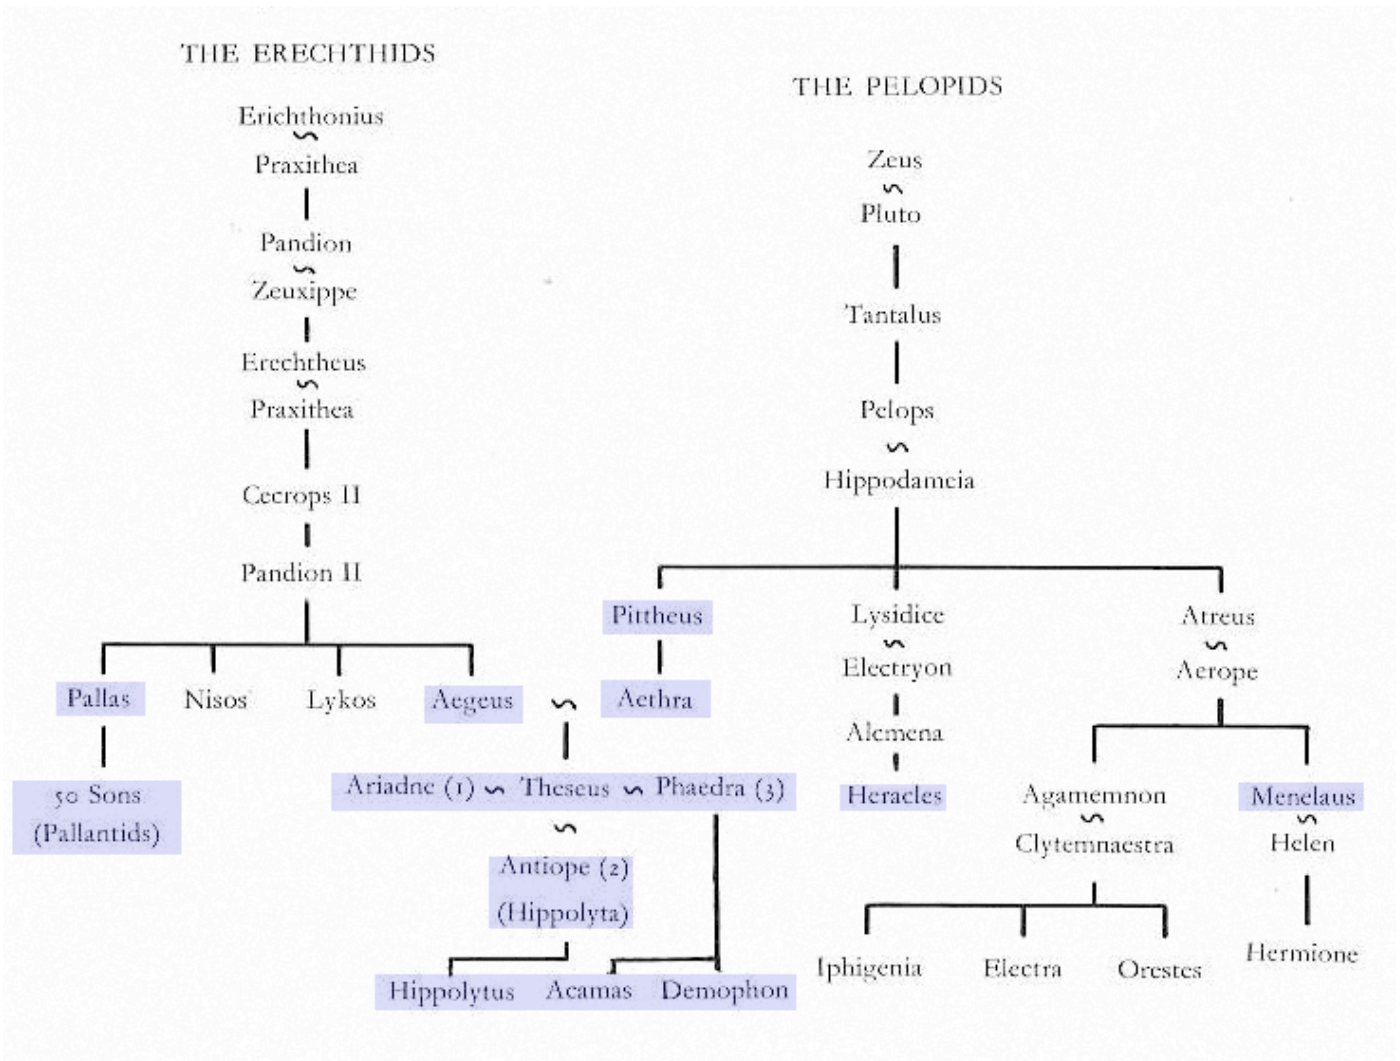 THE ERECHTHIDS
Erichthonius
Praxithea
Pandion
Zeuxippe
Erechtheus
Praxithea
Cecrops II
Pandion II
Pallas
Nisos
Lykos
Aegeus
50 Sons
(Pallantids)
THE PELOPIDS
Zeus
Pluto
Tantalus
Pelops
Hippodameia
Pittheus
Lysidice
Atreus
Aethra
Electryon
Aerope
Alcmena
Ariadne (1)
Theseus
Phaedra (3)
Heracles
Agamemnon
Menelaus
Antiope (2)
(Hippolyta)
Clytemnaestra
Helen
Hippolytus
Acamas
Demophon
Iphigenia
Electra
Orestes
Hermione